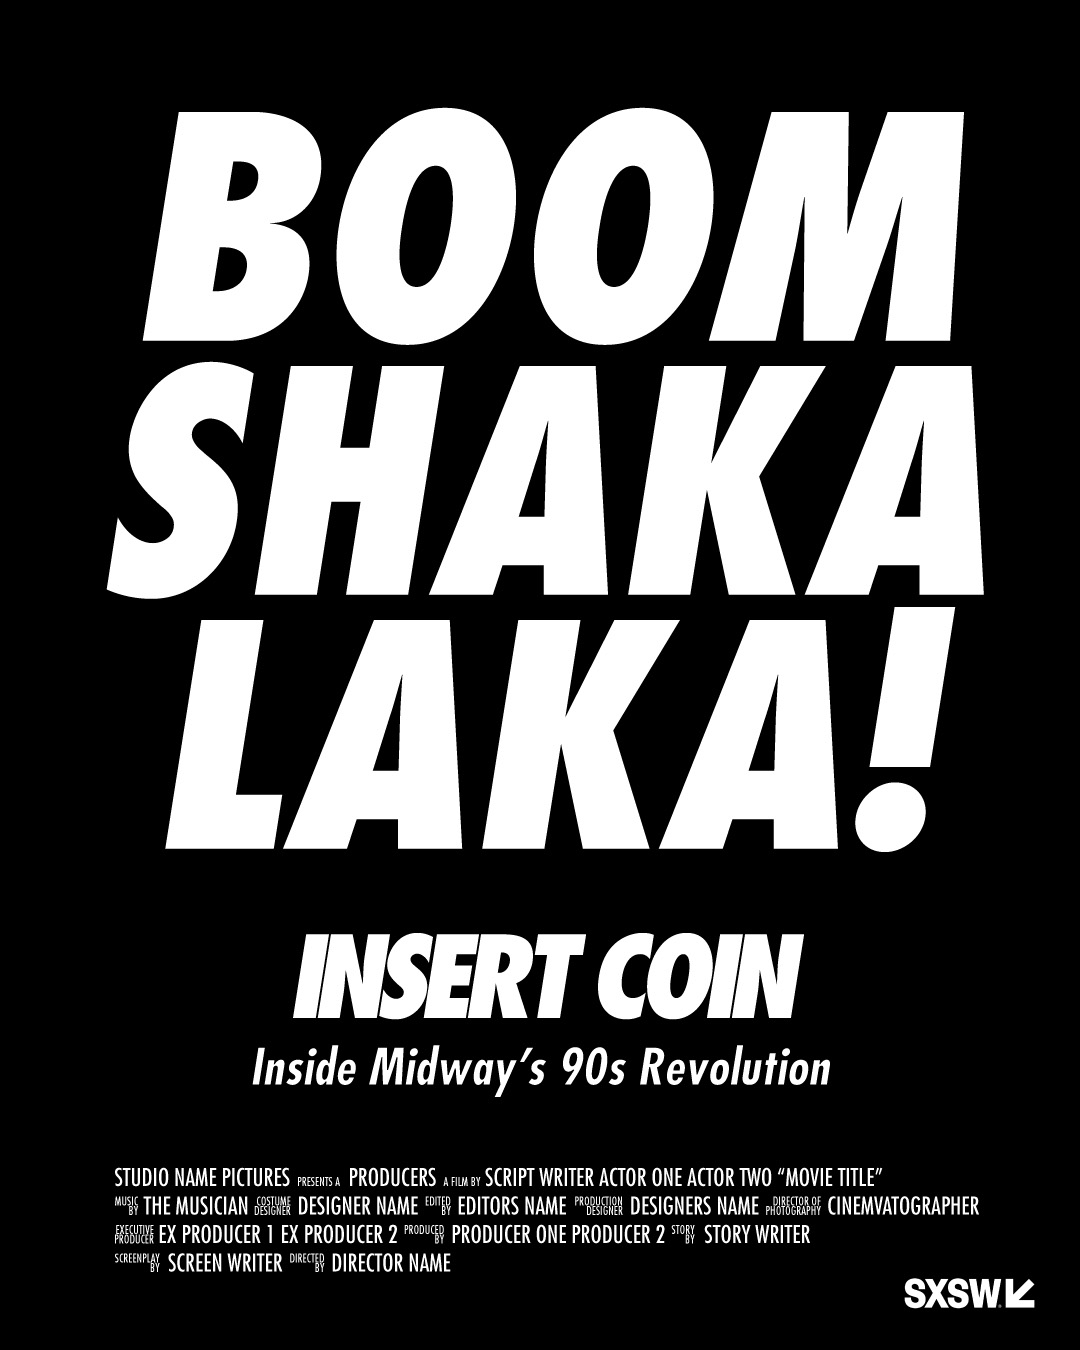 BOOM
SHAKA
LAKA!
INSERT COIN
Inside Midway’s 90s Revolution
STUDIO NAME PICTURES PRESENTS A PRODUCERS A FILM BY SCRIPT WRITER ACTOR ONE ACTOR TWO “MOVIE TITLE”
MUSIC BY THE MUSICIAN COSTUME DESIGNER DESIGNER NAME EDITED BY EDITORS NAME PRODUCTION DESIGNER DESIGNERS NAME DIRECTOR OF PHOTOGRAPHY CINEMVATOGRAPHER
EXECUTIVE PRODUCER EX PRODUCER 1 EX PRODUCER 2 PRODUCED BY PRODUCER ONE PRODUCER 2 STORY BY STORY WRITER
SCREENPLAY BY SCREEN WRITER DIRECTED BY DIRECTOR NAME
SXSW